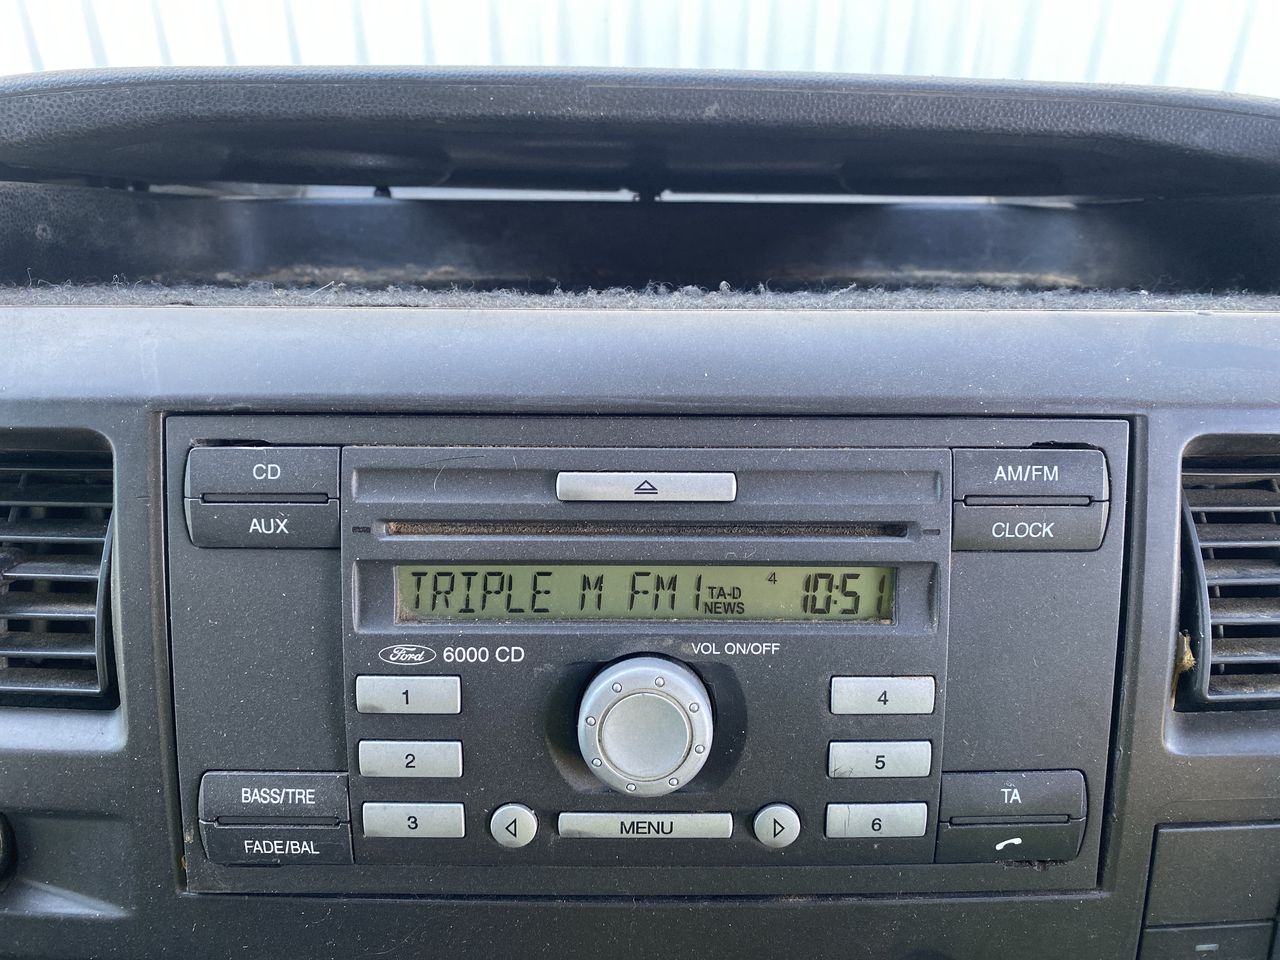 CD
AUX
AM/FM
CLOCK
TRIPLE M FM1 TA-D NEWS 4 10:51
Ford 6000 CD
VOL ON/OFF
1
2
3
4
5
6
BASS/TRE
FADE/BAL
MENU
TA